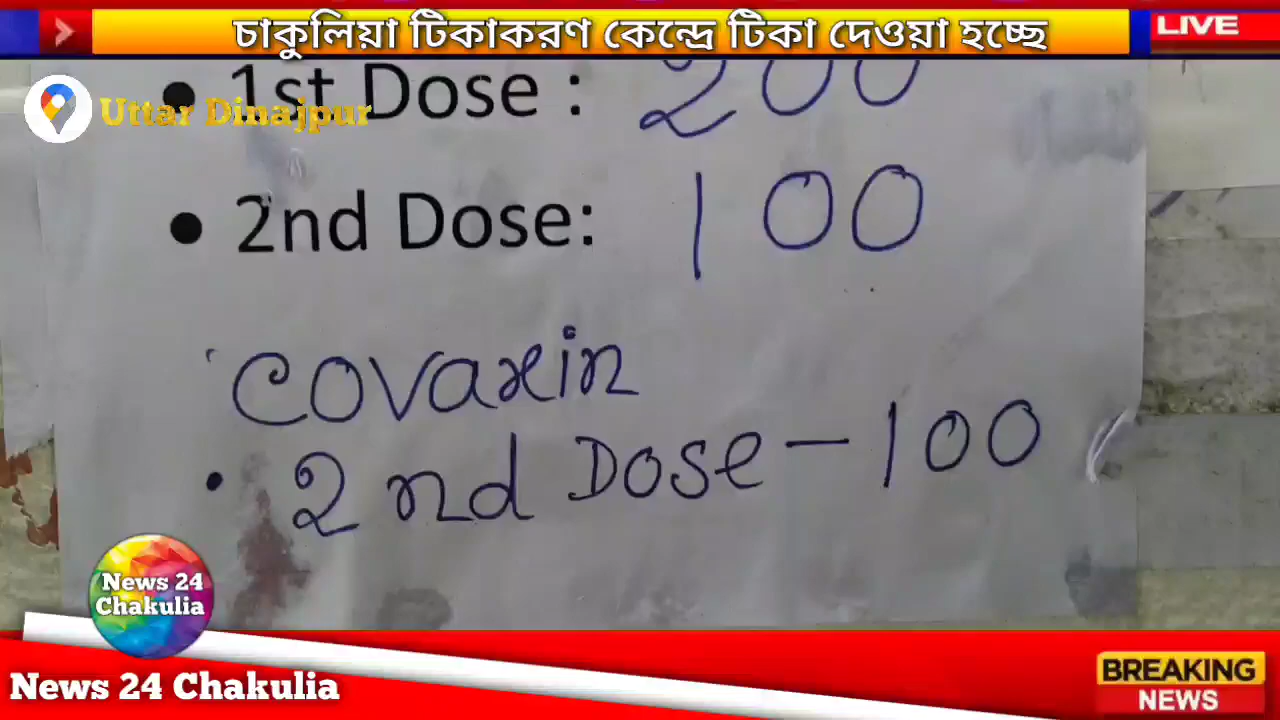 চাকুলিয়া টিকাকরণ কেন্দ্রে টিকা দেওয়া হচ্ছে
LIVE
Uttar Dinajpur
• 1st Dose : 200
• 2nd Dose: 100
Covaxin
• 2nd Dose - 100
News 24
Chakulia
News 24 Chakulia
BREAKING
NEWS